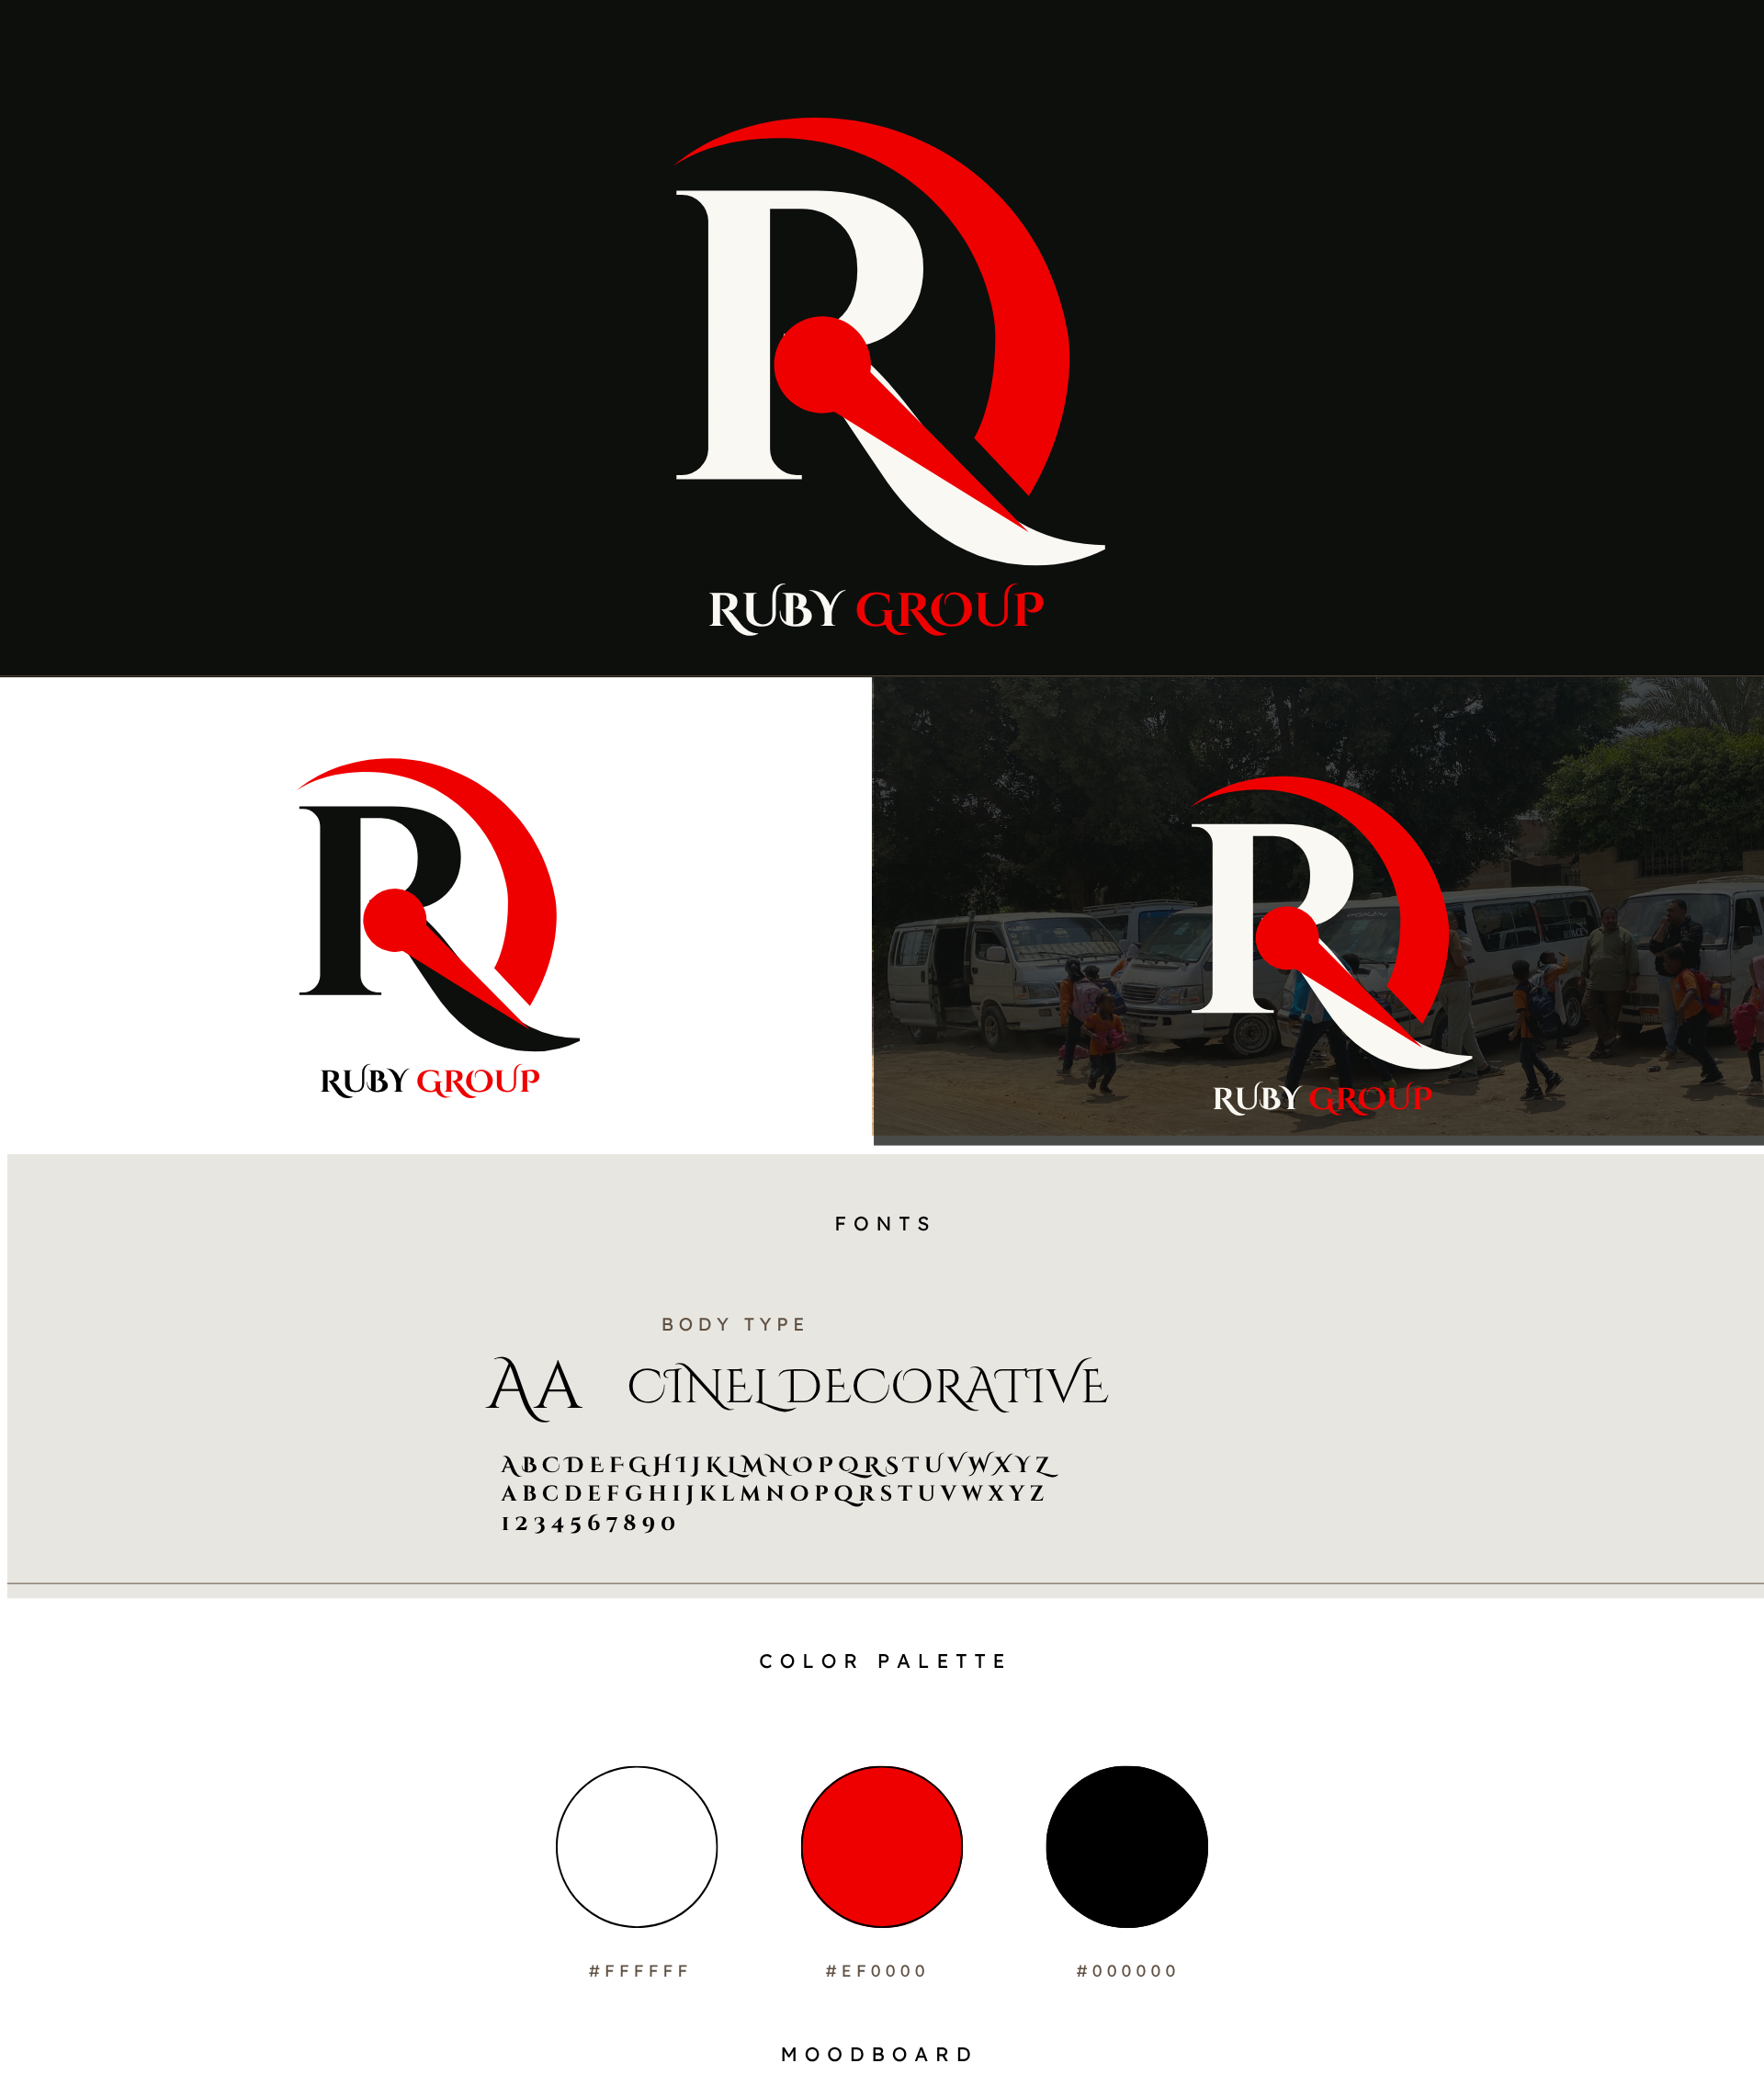 RUBY GROUP
RUBY GROUP
RUBY GROUP
FONTS
BODY TYPE
AA CINEL DECORATIVE
ABCDEFGHIJKLMNOPQRSTUVWXYZ
ABCDEFGHIJKLMNOPQRSTUVWXYZ
1234567890
COLOR PALETTE
#FFFFFF #EF0000 #000000
MOODBOARD